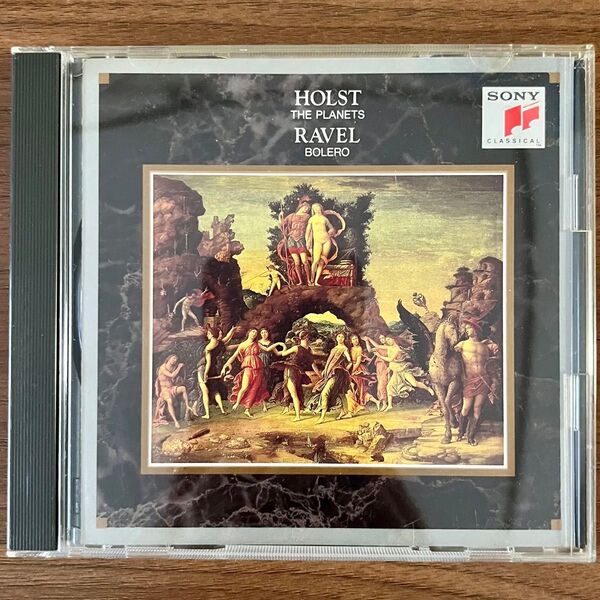 HOLST
THE PLANETS
RAVEL
BOLERO
SONY
CLASSICAL